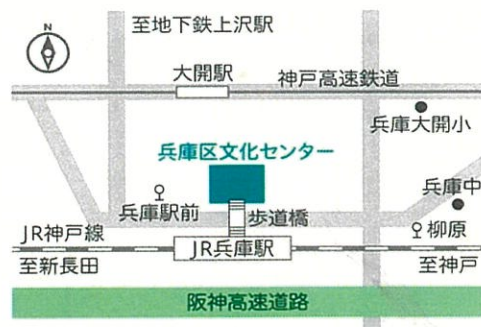 N
至地下鉄上沢駅
大開駅
神戸高速鉄道
兵庫大開小
兵庫区文化センター
兵庫中
兵庫駅前
歩道橋
柳原
JR神戸線
JR兵庫駅
至新長田
至神戸
阪神高速道路